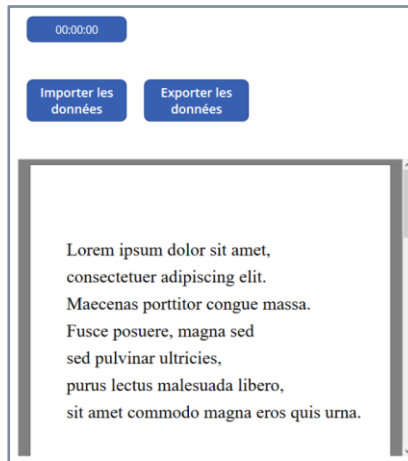 00:00:00
Importer les
données
Exporter les
données
Lorem ipsum dolor sit amet,
consectetuer adipiscing elit.
Maecenas porttitor congue massa.
Fusce posuere, magna sed
sed pulvinar ultricies,
purus lectus malesuada libero,
sit amet commodo magna eros quis urna.